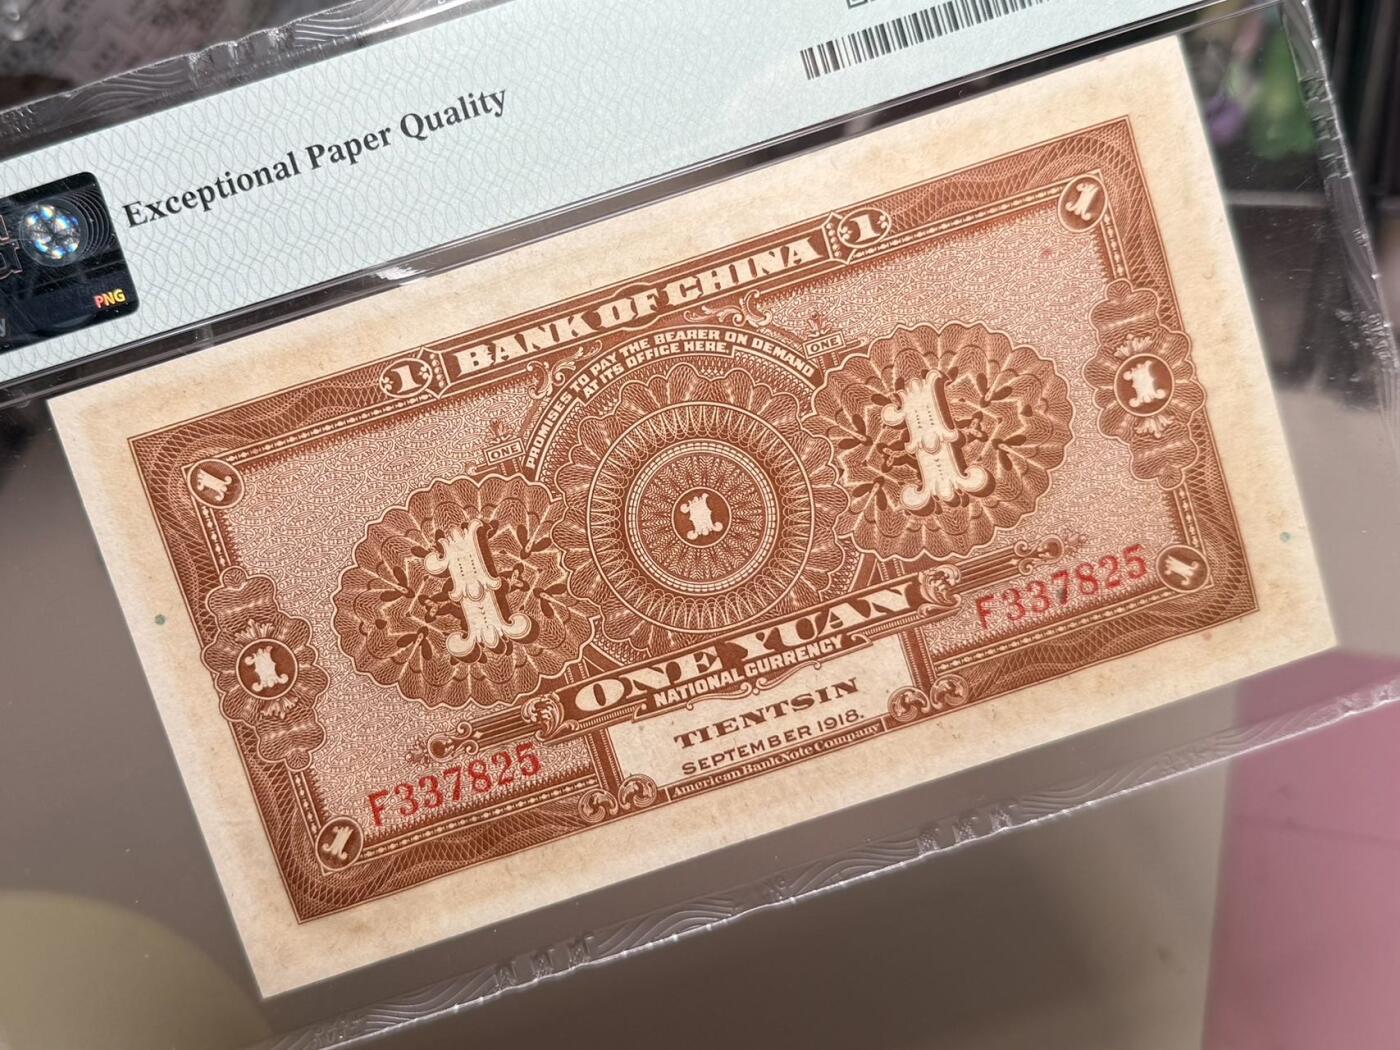 Exceptional Paper Quality
PNG
1 BANK OF CHINA 1
PROMISES TO PAY THE BEARER ON DEMAND
AT ITS OFFICE HERE.
ONE
ONE
1
1
1
1
1
1
1
1
1
ONE YUAN
NATIONAL CURRENCY
F337825
F337825
TIENTSIN
SEPTEMBER 1918.
American Bank Note Company